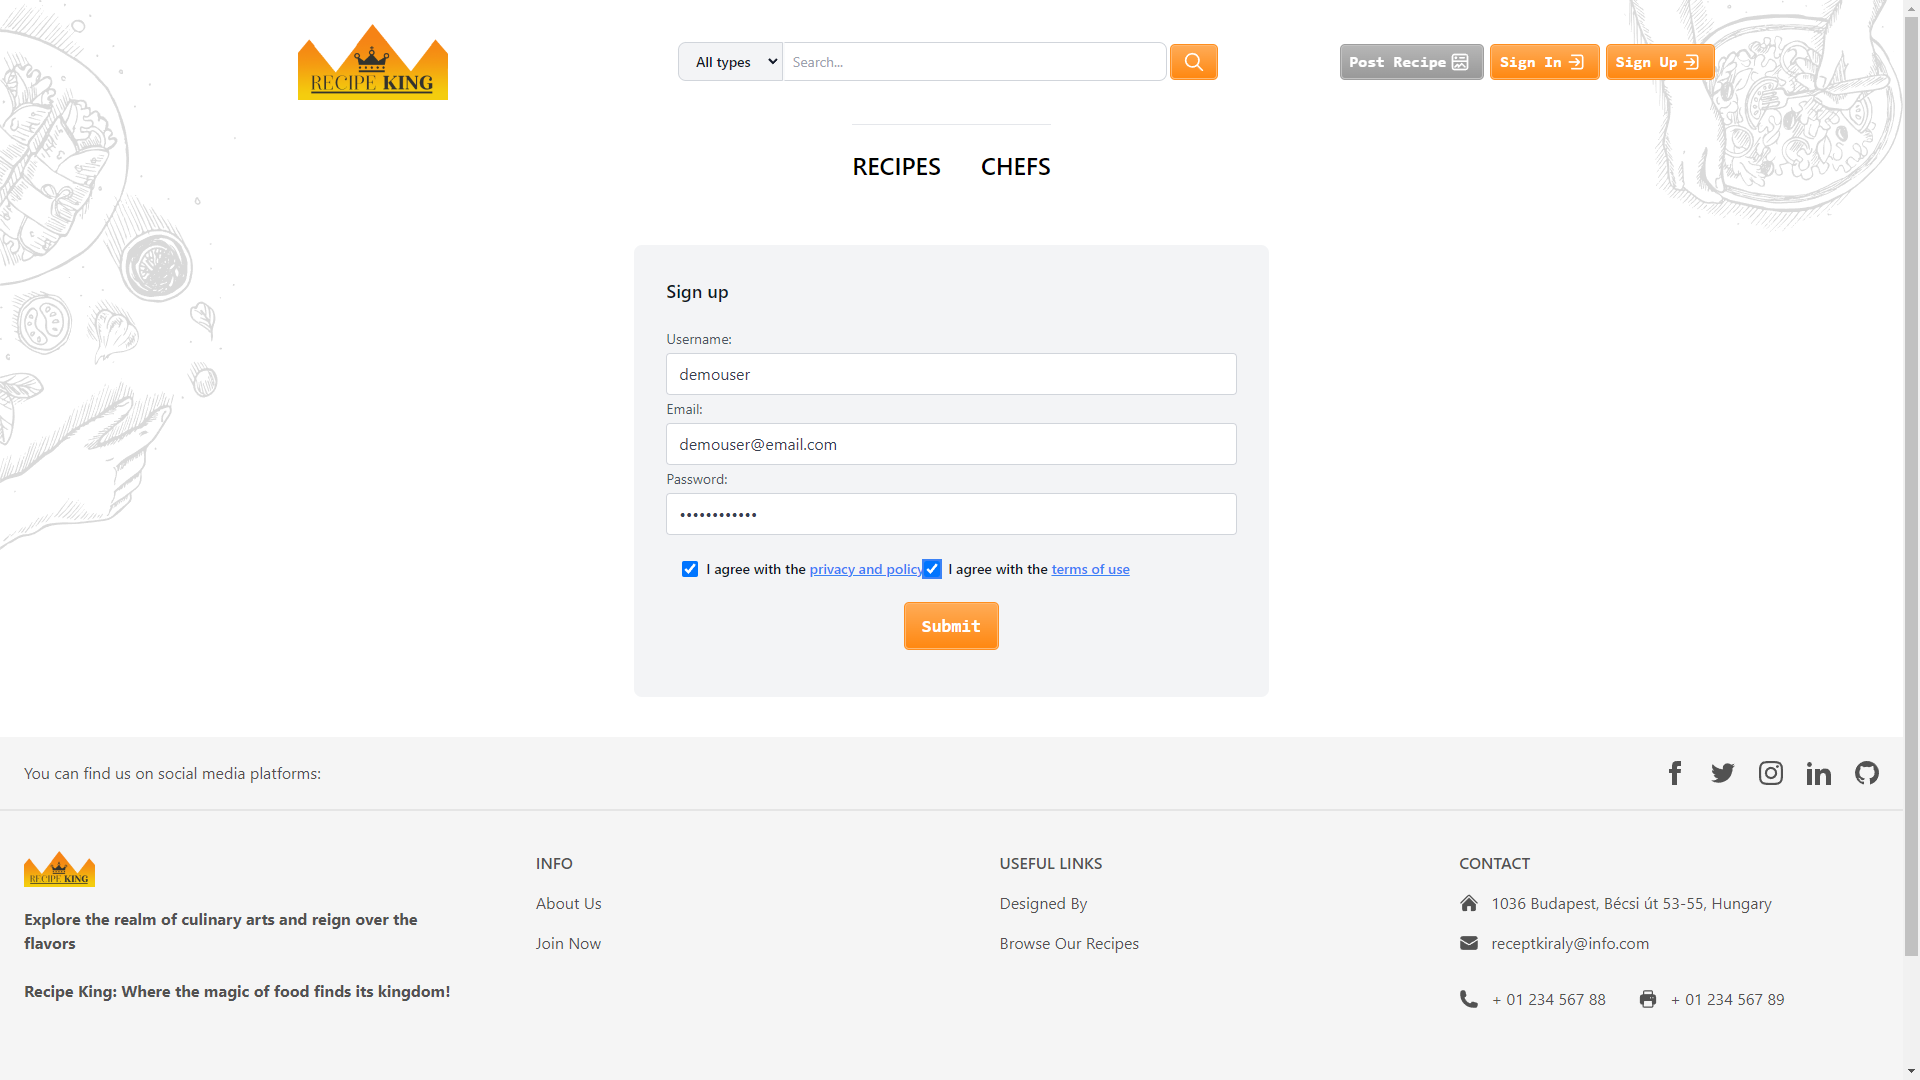 RECIPE KING
All types
Search...
Post Recipe
Sign In
Sign Up
RECIPES
CHEFS
Sign up
Username:
demouser
Email:
demouser@email.com
Password:
••••••••••••
I agree with the privacy and policy
I agree with the terms of use
Submit
You can find us on social media platforms:
RECIPE KING
Explore the realm of culinary arts and reign over the
flavors
Recipe King: Where the magic of food finds its kingdom!
INFO
About Us
Join Now
USEFUL LINKS
Designed By
Browse Our Recipes
CONTACT
1036 Budapest, Bécsi út 53-55, Hungary
receptkiraly@info.com
+ 01 234 567 88
+ 01 234 567 89